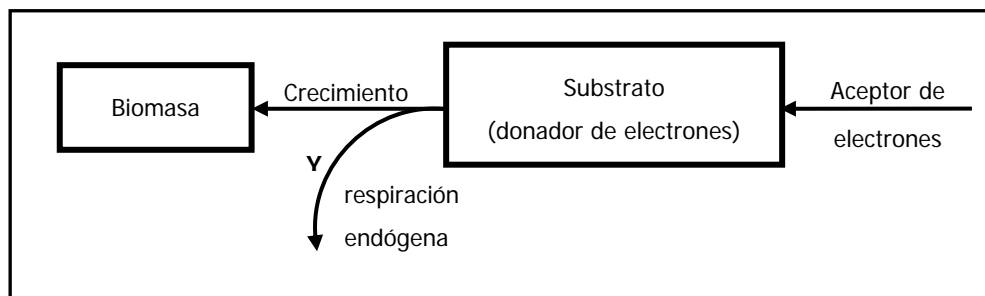 Biomasa
Crecimiento
Substrato
(donador de electrones)
Aceptor de
electrones
Y
respiración
endógena